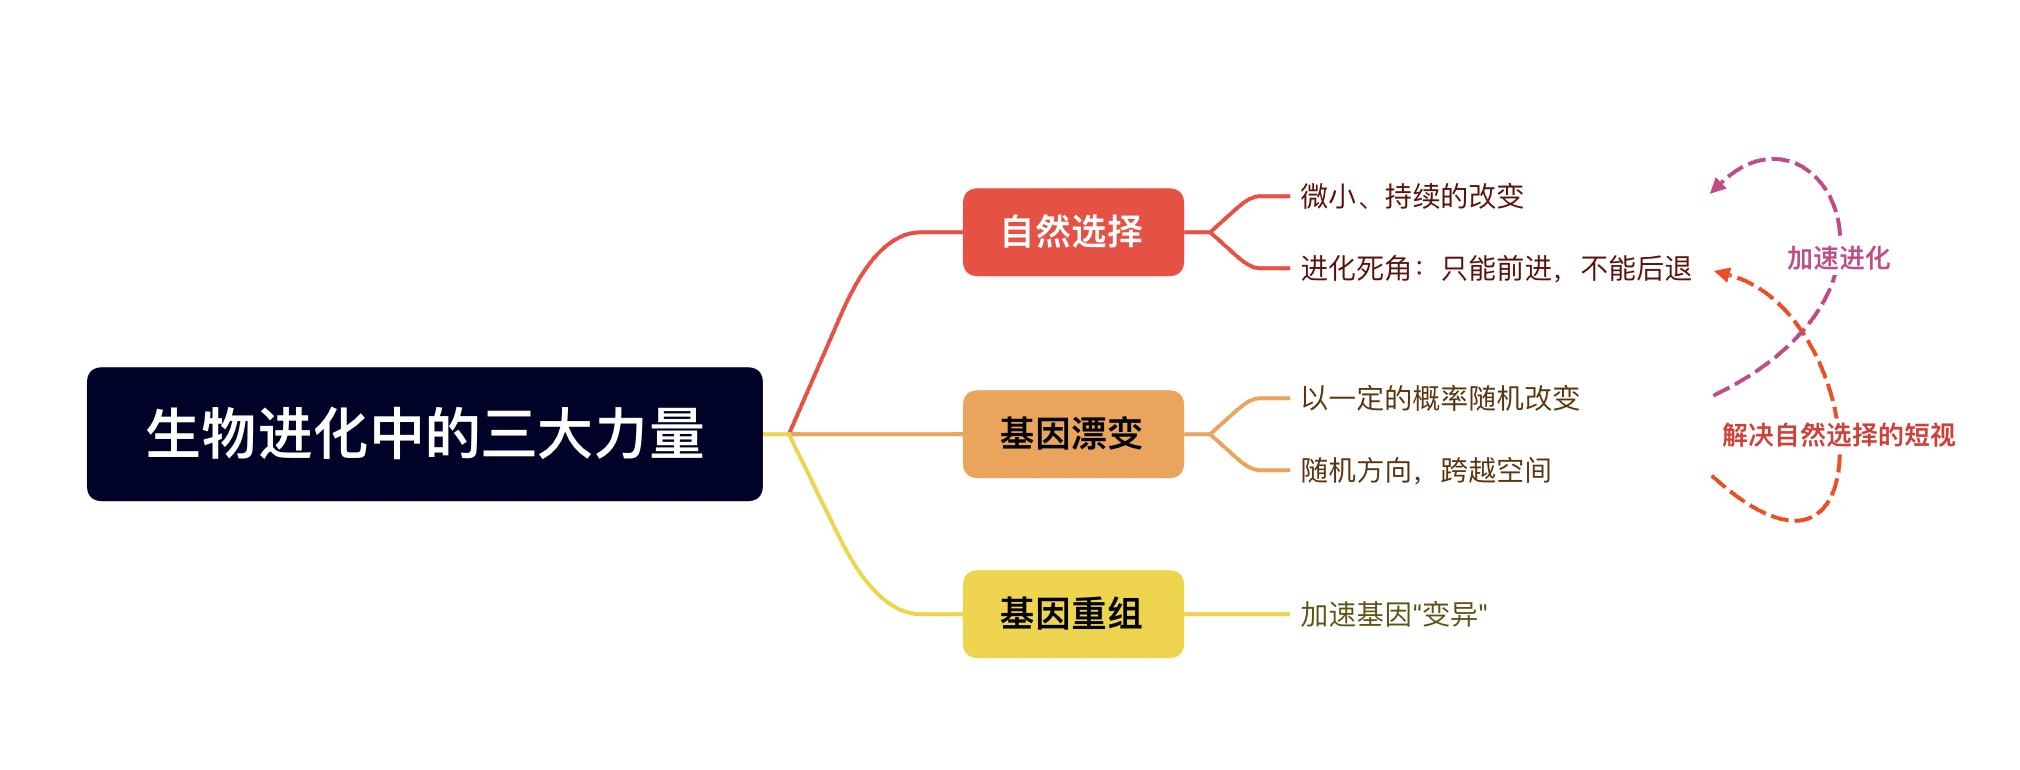 生物进化中的三大力量
自然选择
微小、持续的改变
进化死角：只能前进，不能后退
加速进化
基因漂变
以一定的概率随机改变
随机方向，跨越空间
解决自然选择的短视
基因重组
加速基因"变异"